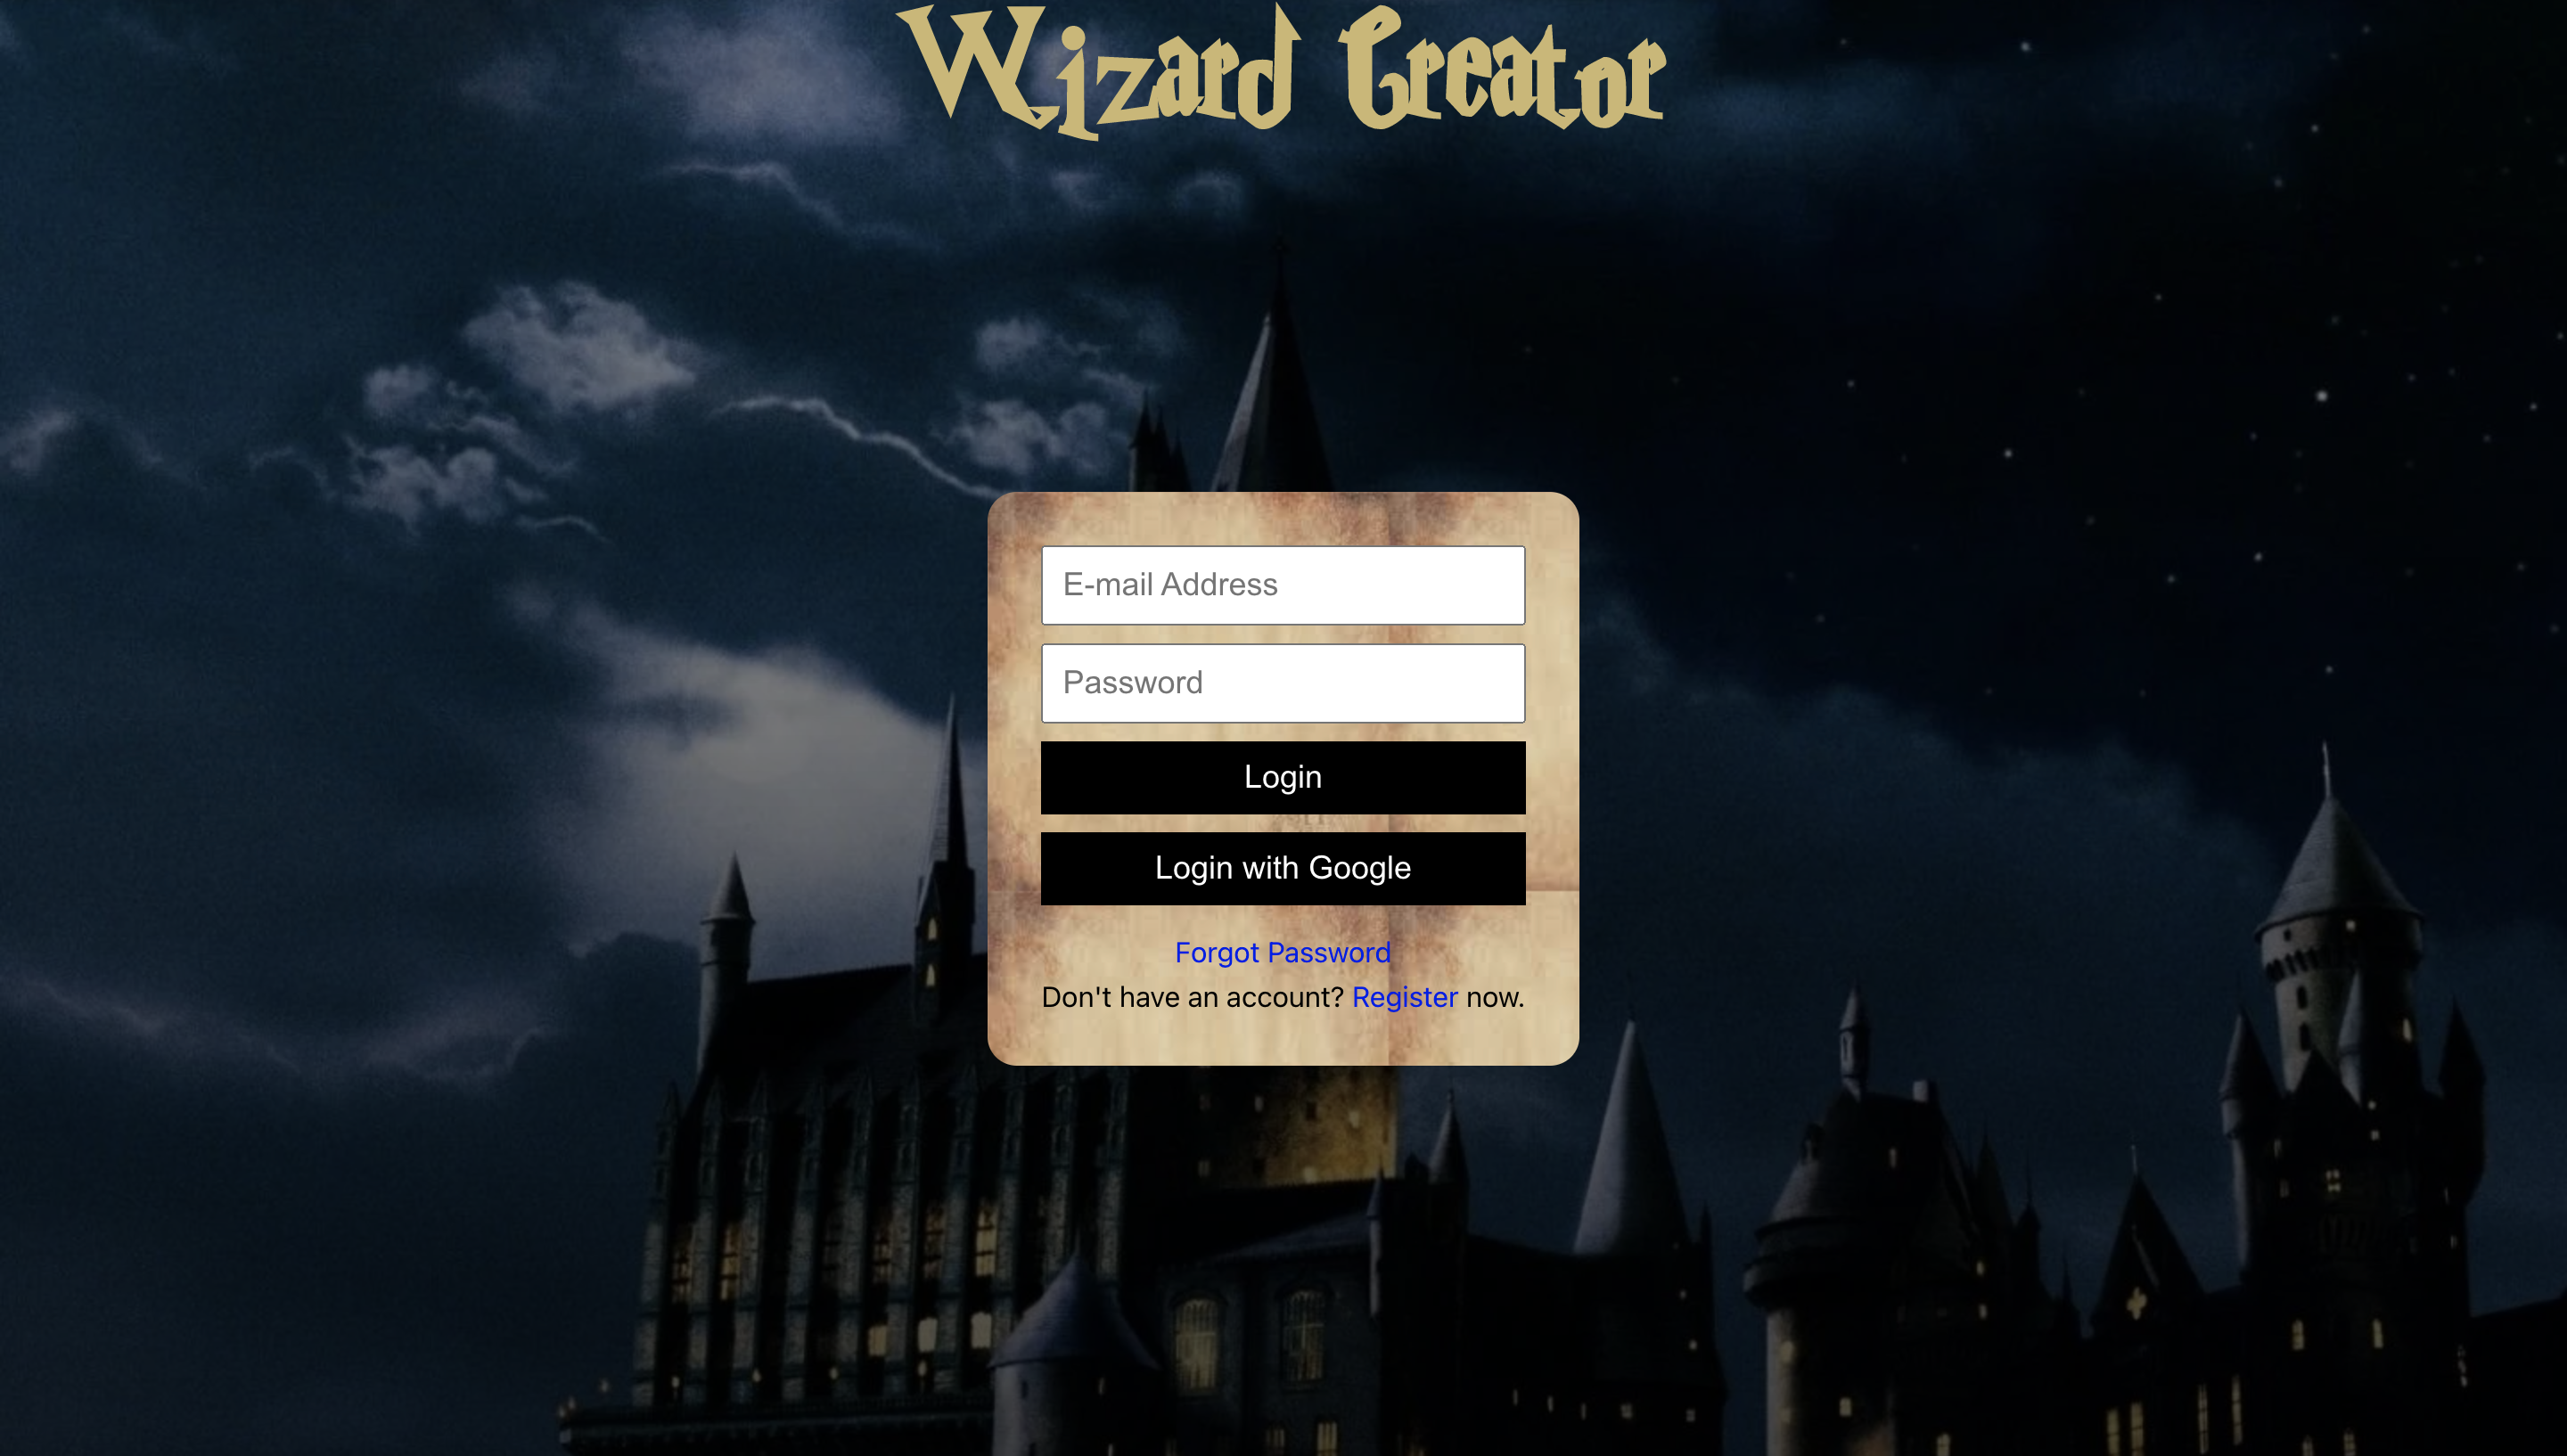 Wizard Creator
E-mail Address
Password
Login
Login with Google
Forgot Password
Don't have an account? Register now.